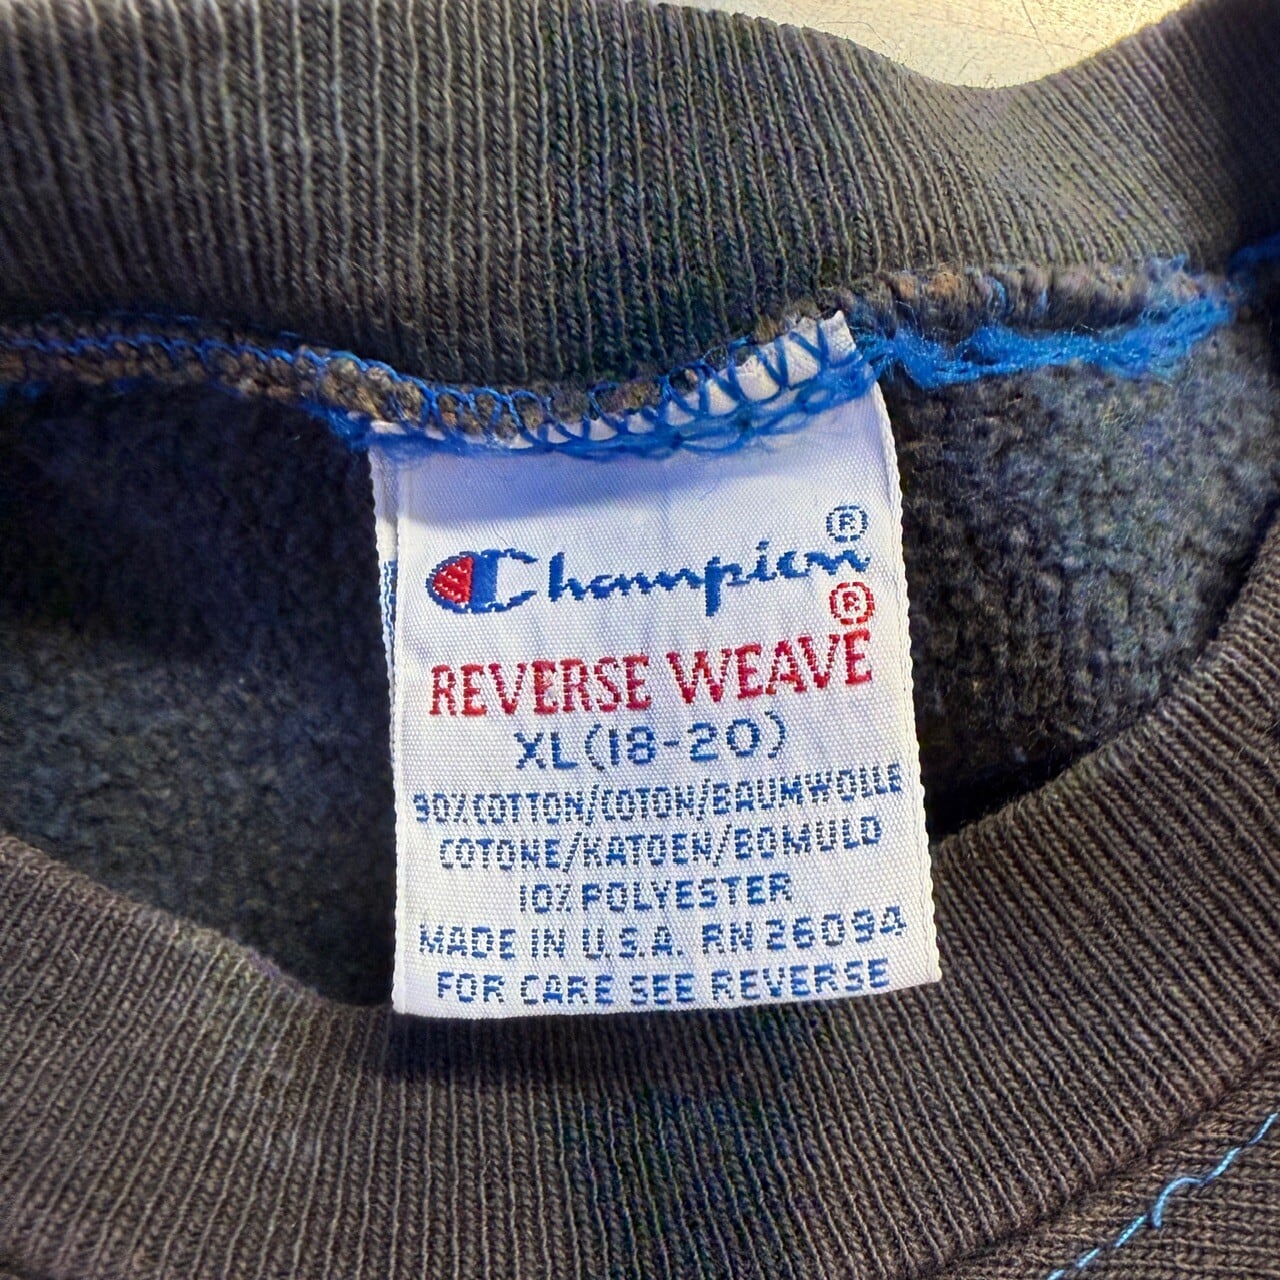 ®
Champion
®
REVERSE WEAVE
XL(18-20)
90% COTTON/COTON/BAUMWOLLE
COTONE/KATOEN/BOMULD
10% POLYESTER
MADE IN U.S.A. RN 26094
FOR CARE SEE REVERSE